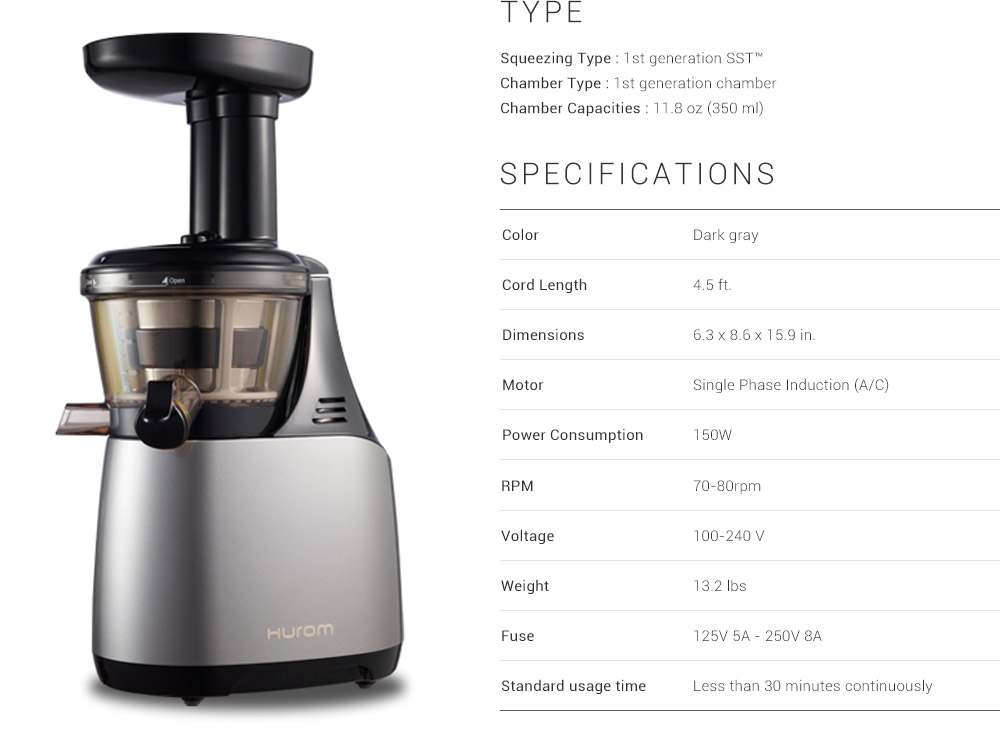 TYPE
Squeezing Type : 1st generation SST™
Chamber Type : 1st generation chamber
Chamber Capacities : 11.8 oz (350 ml)
SPECIFICATIONS
Color Dark gray
Cord Length 4.5 ft.
Dimensions 6.3 x 8.6 x 15.9 in.
Motor Single Phase Induction (A/C)
Power Consumption 150W
RPM 70-80rpm
Voltage 100-240 V
Weight 13.2 lbs
Fuse 125V 5A - 250V 8A
Standard usage time Less than 30 minutes continuously
Open
Hurom